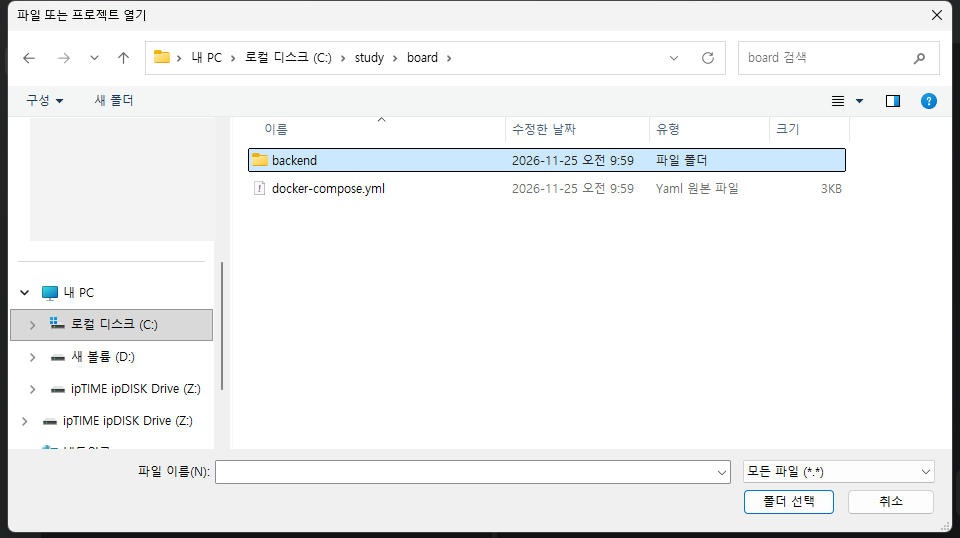 파일 또는 프로젝트 열기
내 PC > 로컬 디스크 (C:) > study > board >
board 검색
구성
새 폴더
이름 수정한 날짜 유형 크기
backend 2026-11-25 오전 9:59 파일 폴더
docker-compose.yml 2026-11-25 오전 9:59 Yaml 원본 파일 3KB
내 PC
로컬 디스크 (C:)
새 볼륨 (D:)
ipTIME ipDISK Drive (Z:)
ipTIME ipDISK Drive (Z:)
파일 이름(N):
모든 파일 (*.*)
폴더 선택
취소